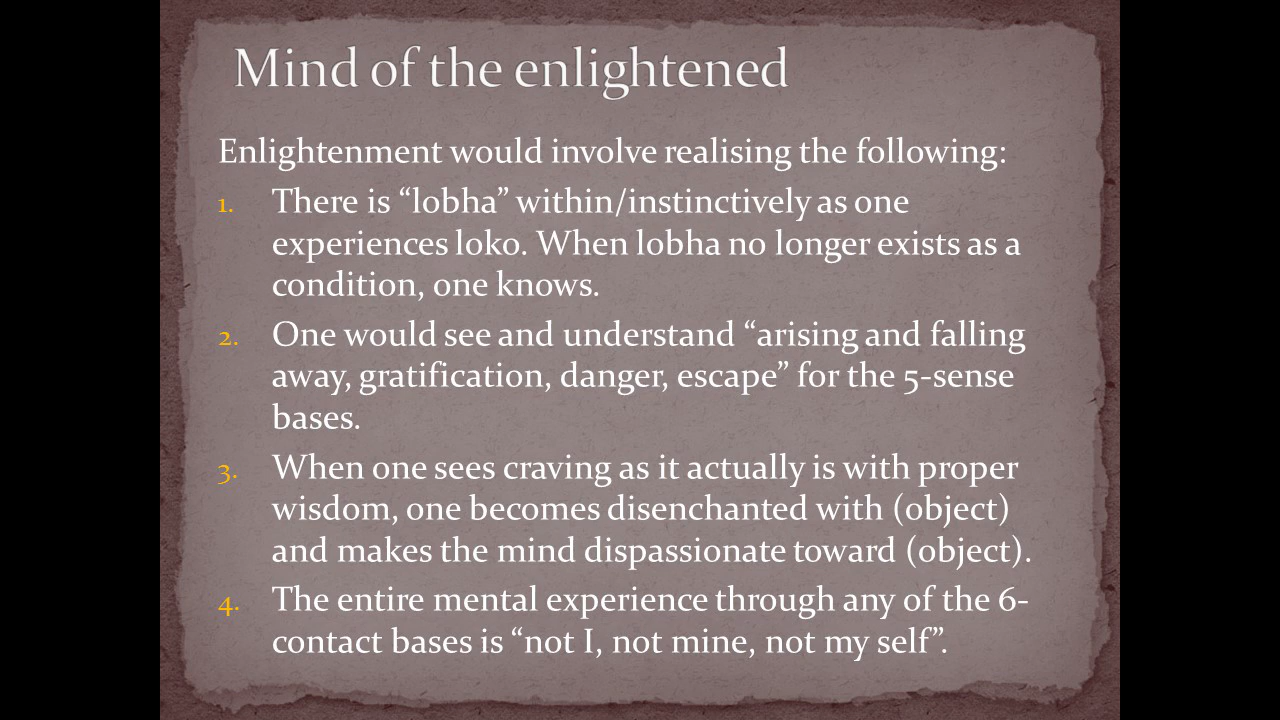 Mind of the enlightened
Enlightenment would involve realising the following:
1. There is “lobha” within/instinctively as one
experiences loko. When lobha no longer exists as a
condition, one knows.
2. One would see and understand “arising and falling
away, gratification, danger, escape” for the 5-sense
bases.
3. When one sees craving as it actually is with proper
wisdom, one becomes disenchanted with (object)
and makes the mind dispassionate toward (object).
4. The entire mental experience through any of the 6-
contact bases is “not I, not mine, not my self”.